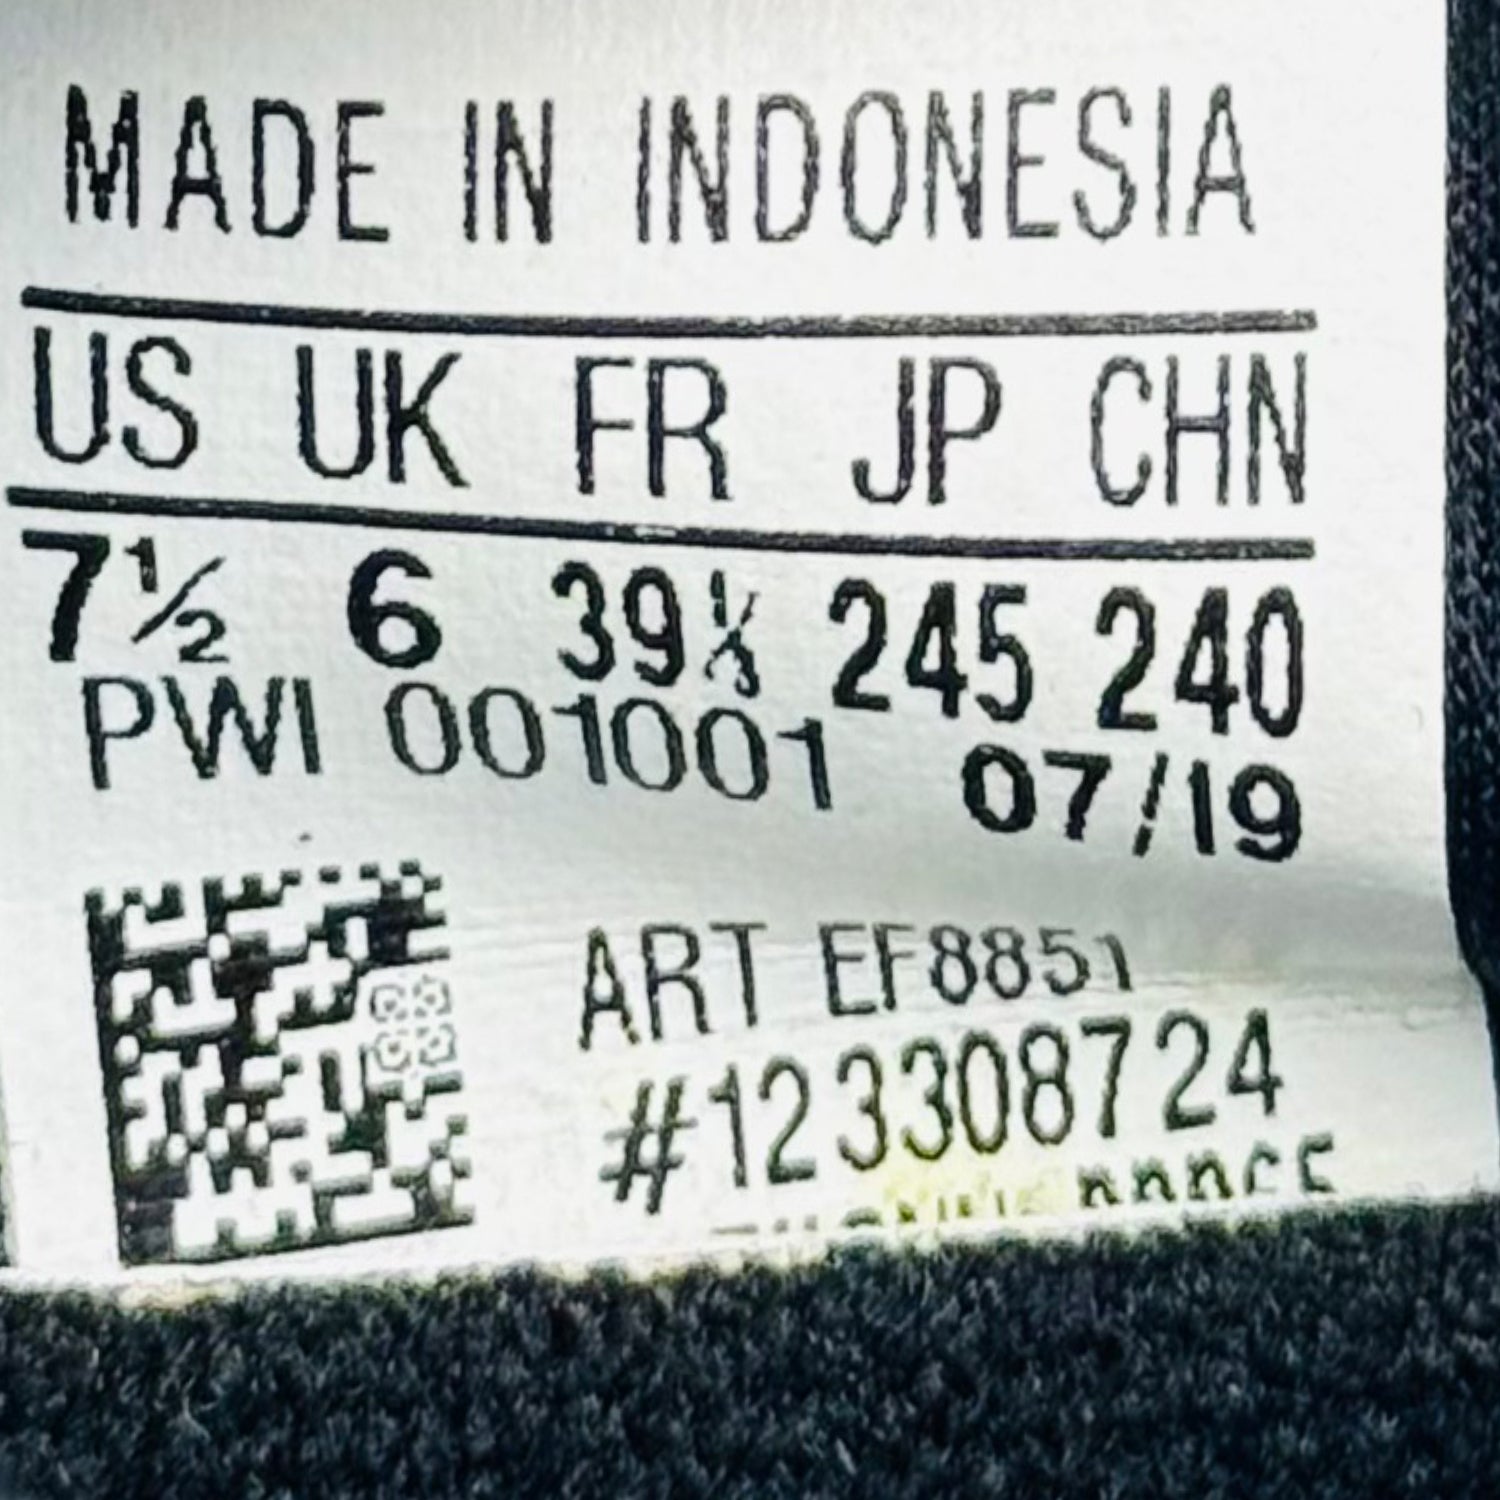 MADE IN INDONESIA
US UK FR JP CHN
7½ 6 39⅓ 245 240
PWI 001001 07/19
ART EF8851
#123308724